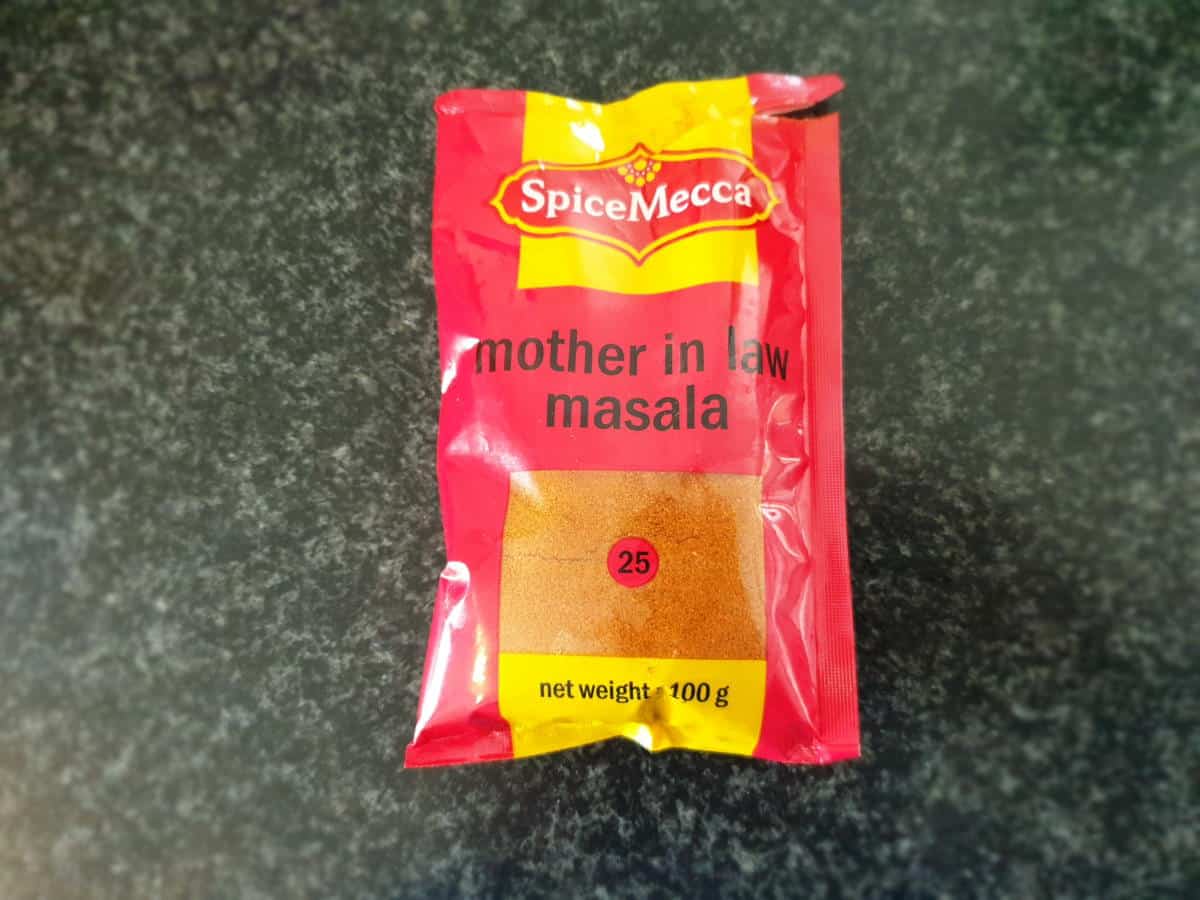 SpiceMecca
mother in law
masala
25
net weight : 100 g